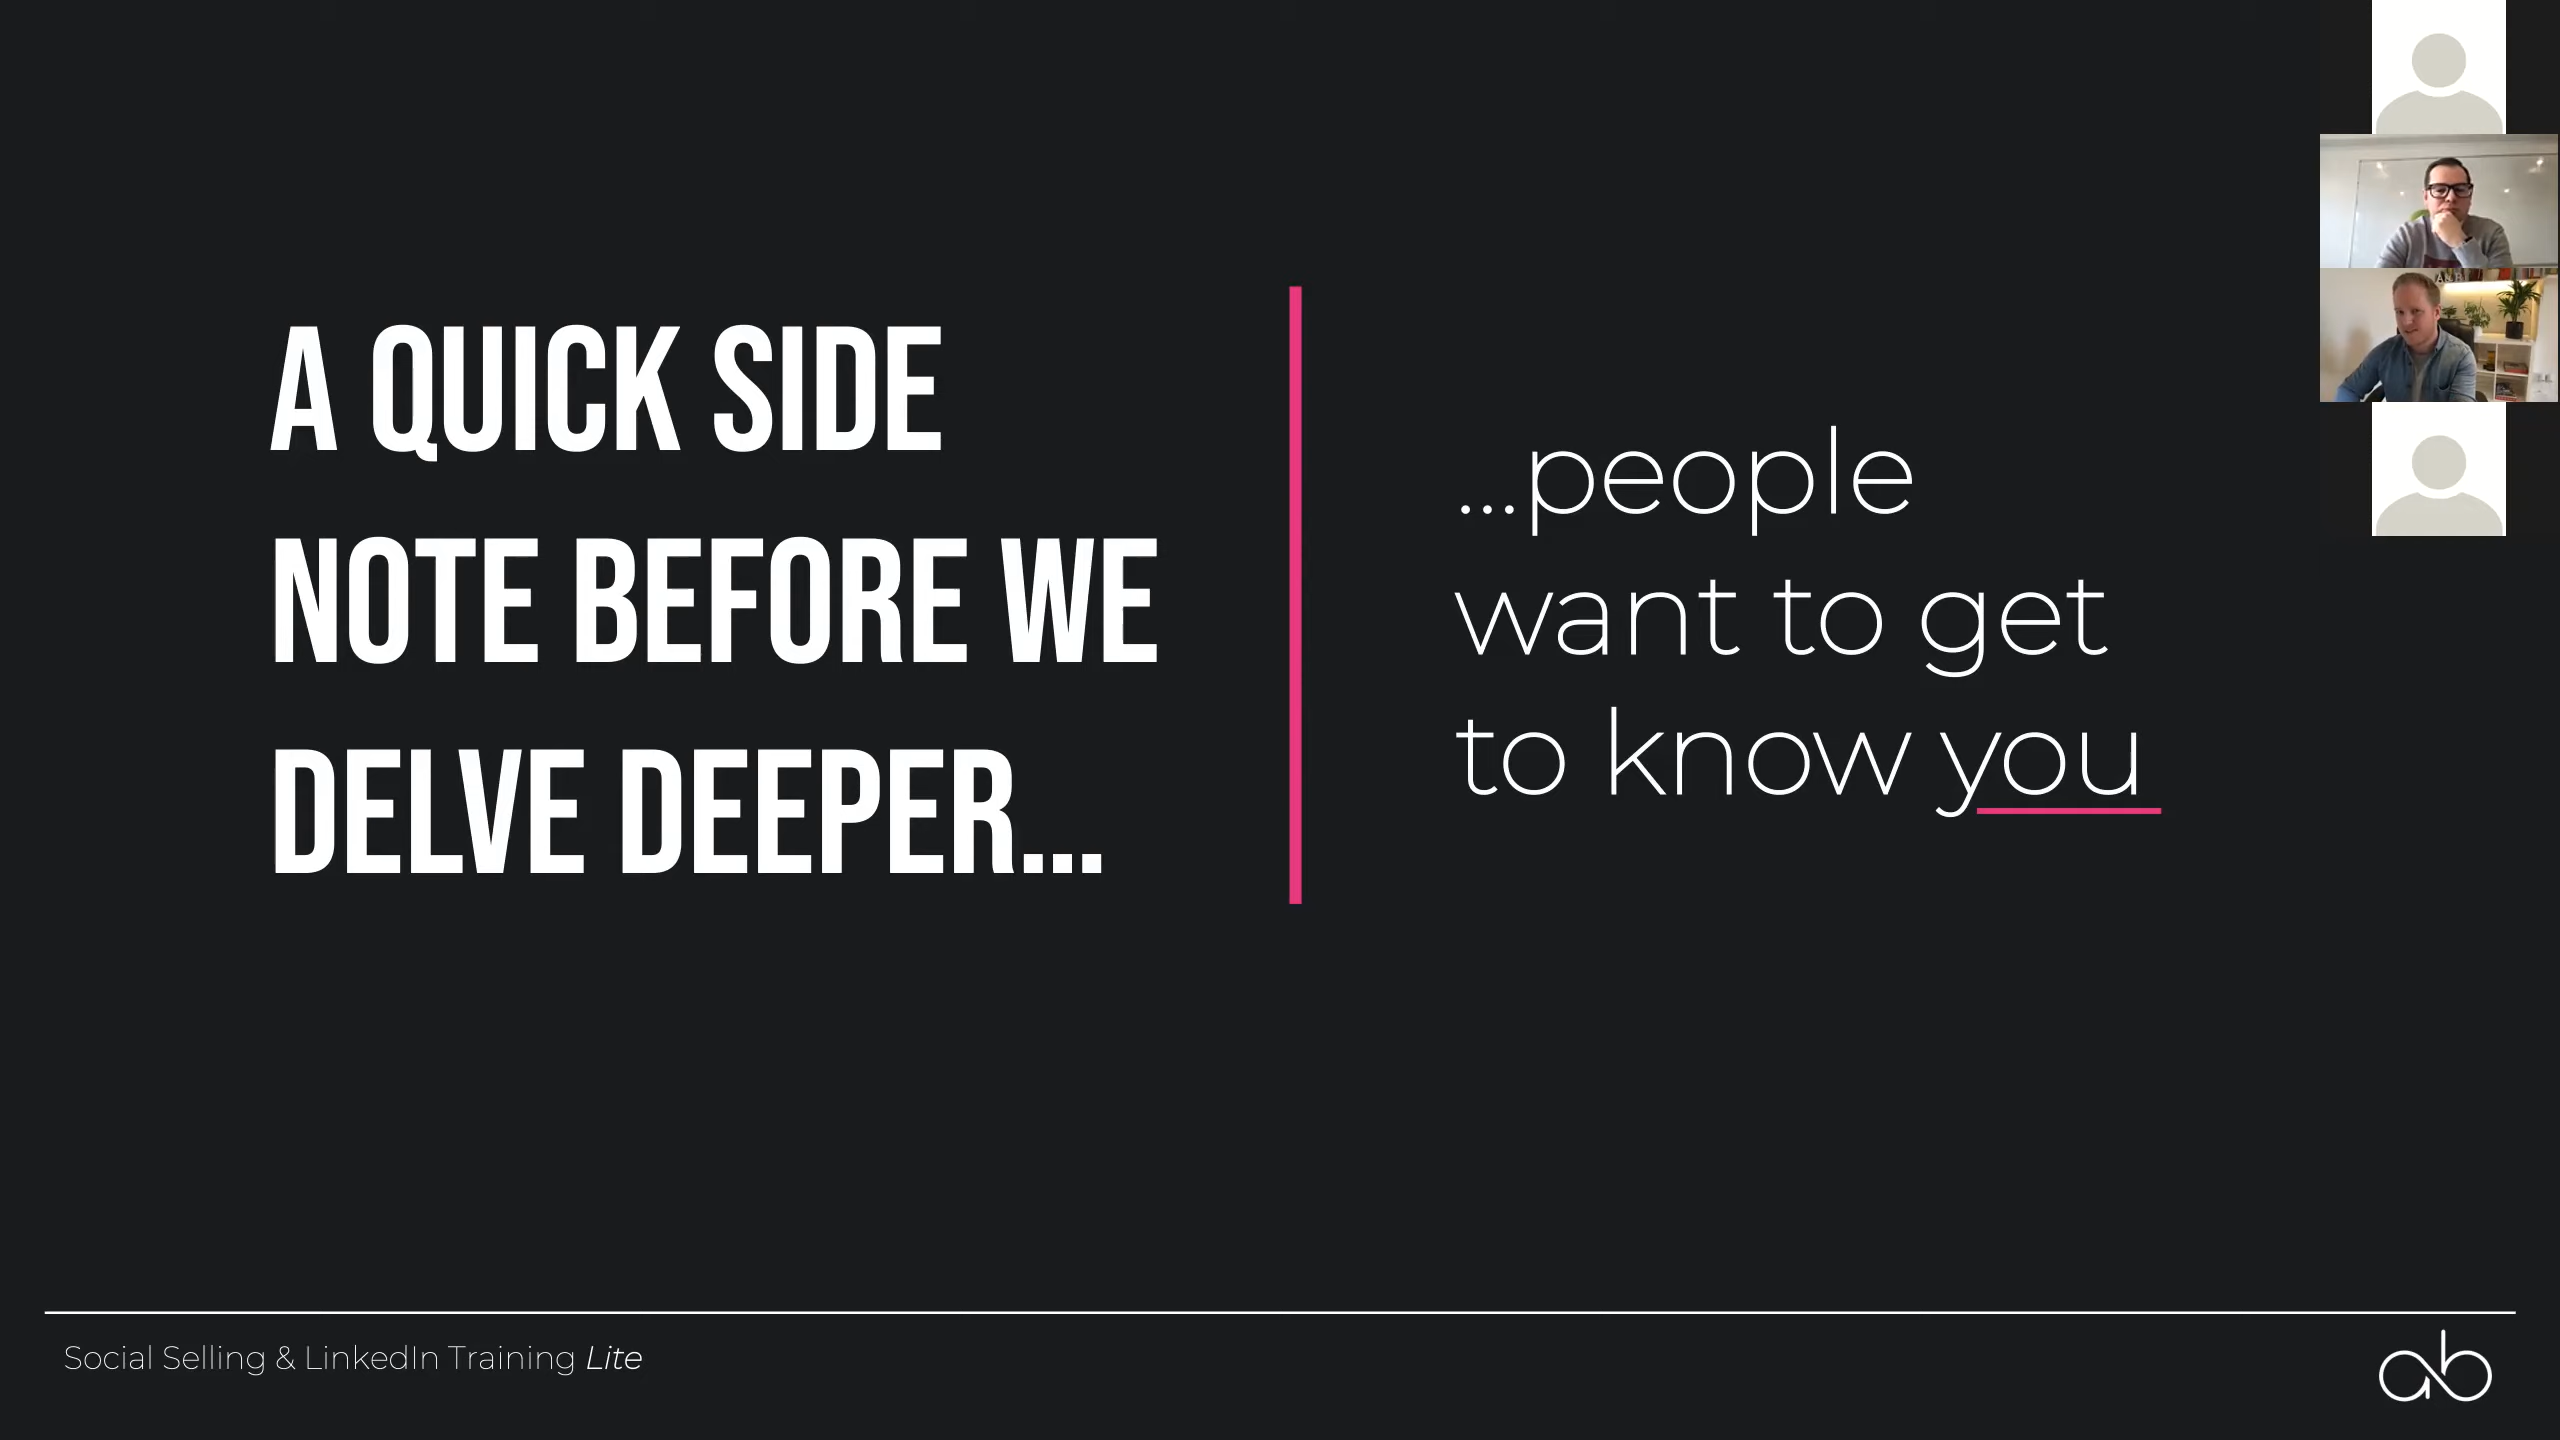 A QUICK SIDE
NOTE BEFORE WE
DELVE DEEPER...
...people
want to get
to know you
Social Selling & LinkedIn Training Lite
ab